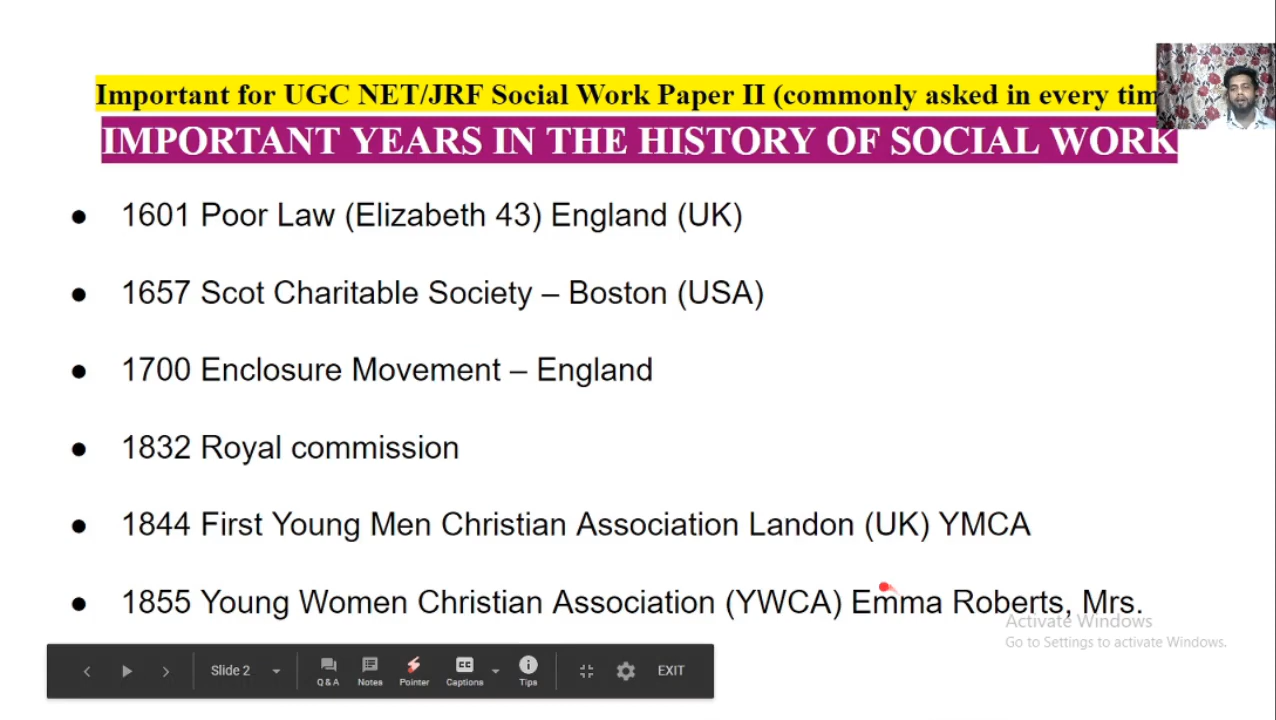 Important for UGC NET/JRF Social Work Paper II (commonly asked in every tim
IMPORTANT YEARS IN THE HISTORY OF SOCIAL WORK
● 1601 Poor Law (Elizabeth 43) England (UK)
● 1657 Scot Charitable Society – Boston (USA)
● 1700 Enclosure Movement – England
● 1832 Royal commission
● 1844 First Young Men Christian Association Landon (UK) YMCA
● 1855 Young Women Christian Association (YWCA) Emma Roberts, Mrs.
Activate Windows
Go to Settings to activate Windows.
Slide 2
Q&A Notes Pointer Captions Tips
EXIT